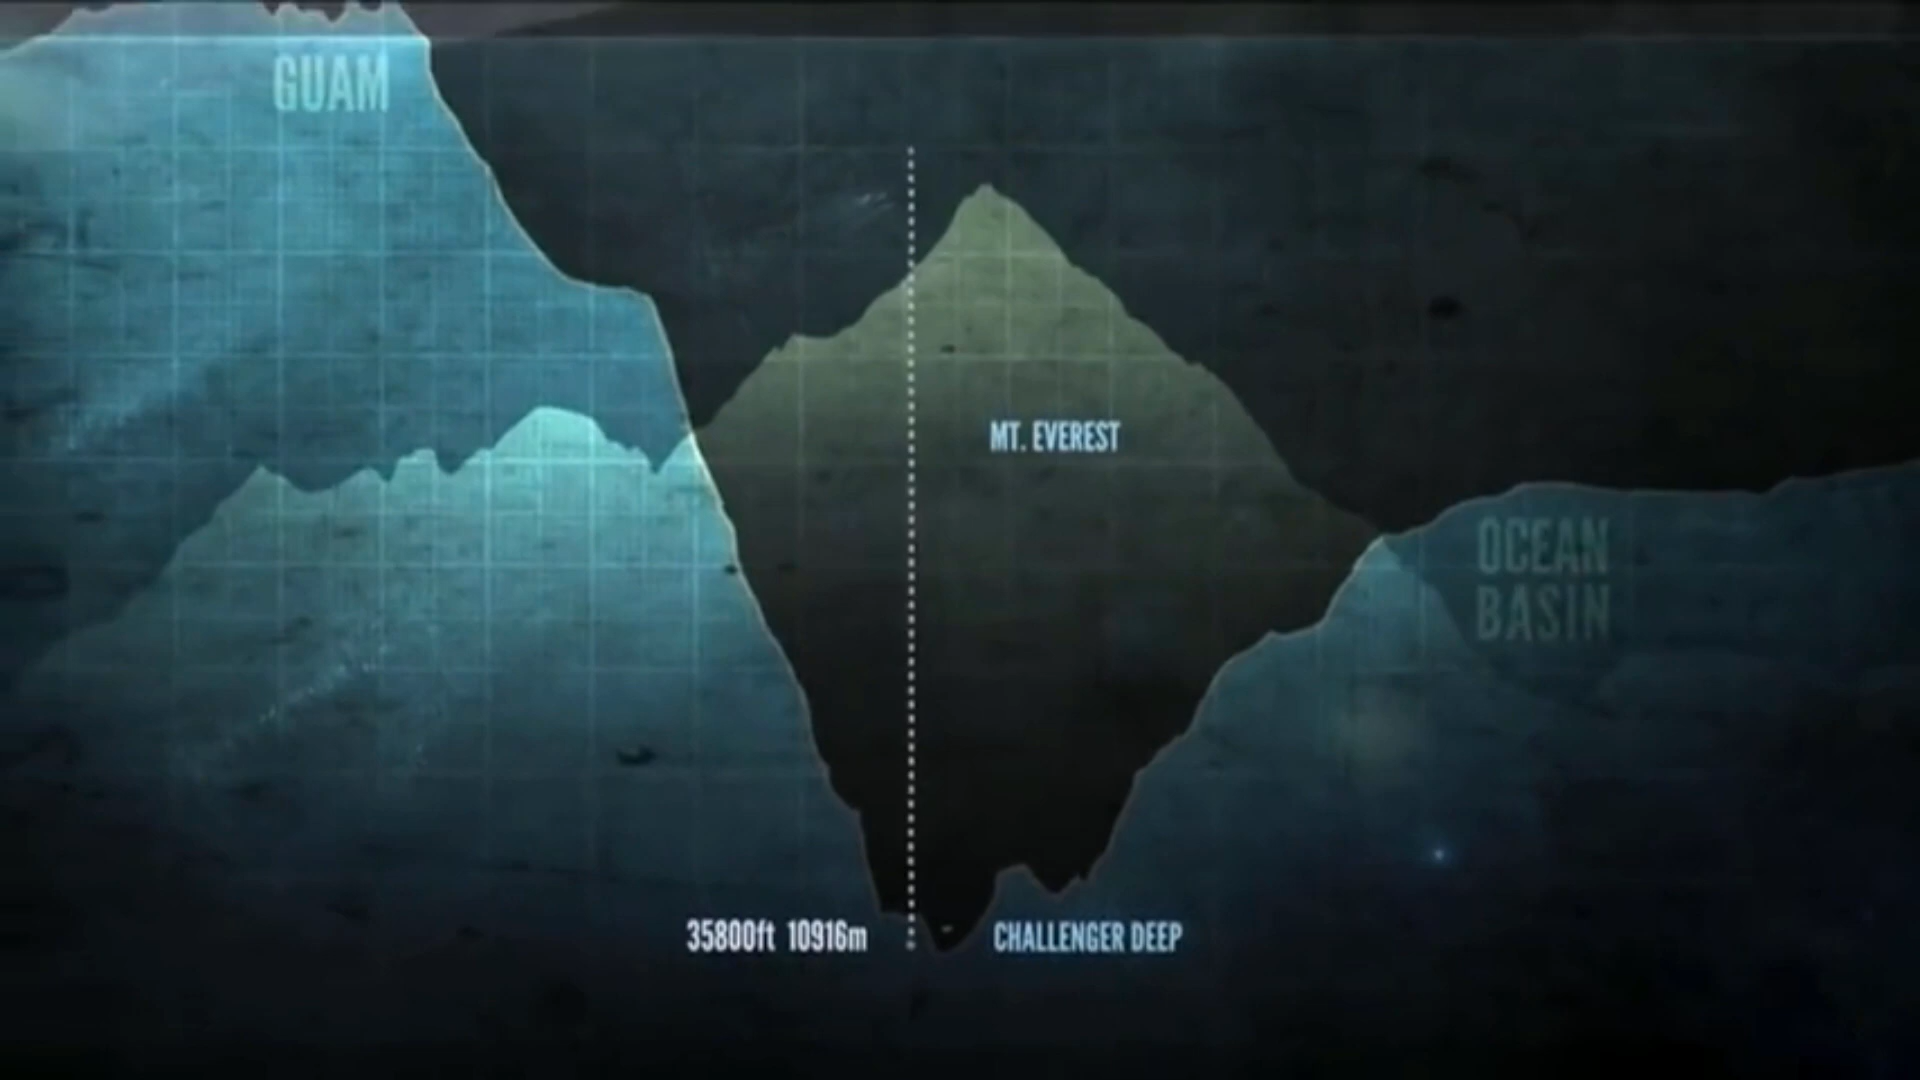 GUAM
MT. EVEREST
OCEAN
BASIN
35800ft 10916m
CHALLENGER DEEP